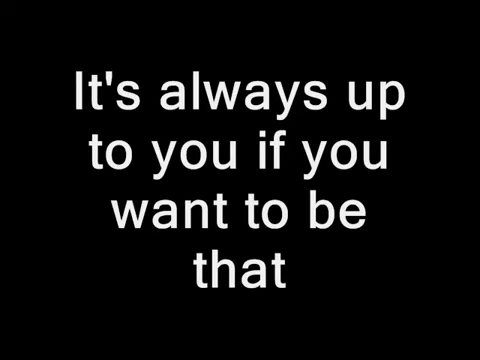 It's always up
to you if you
want to be
that